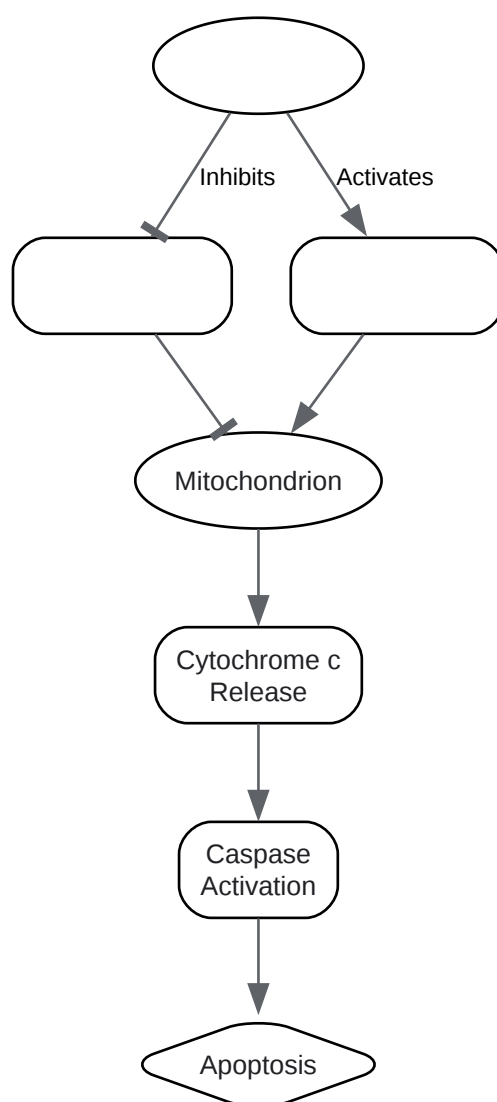 Inhibits
Activates
Mitochondrion
Cytochrome c
Release
Caspase
Activation
Apoptosis